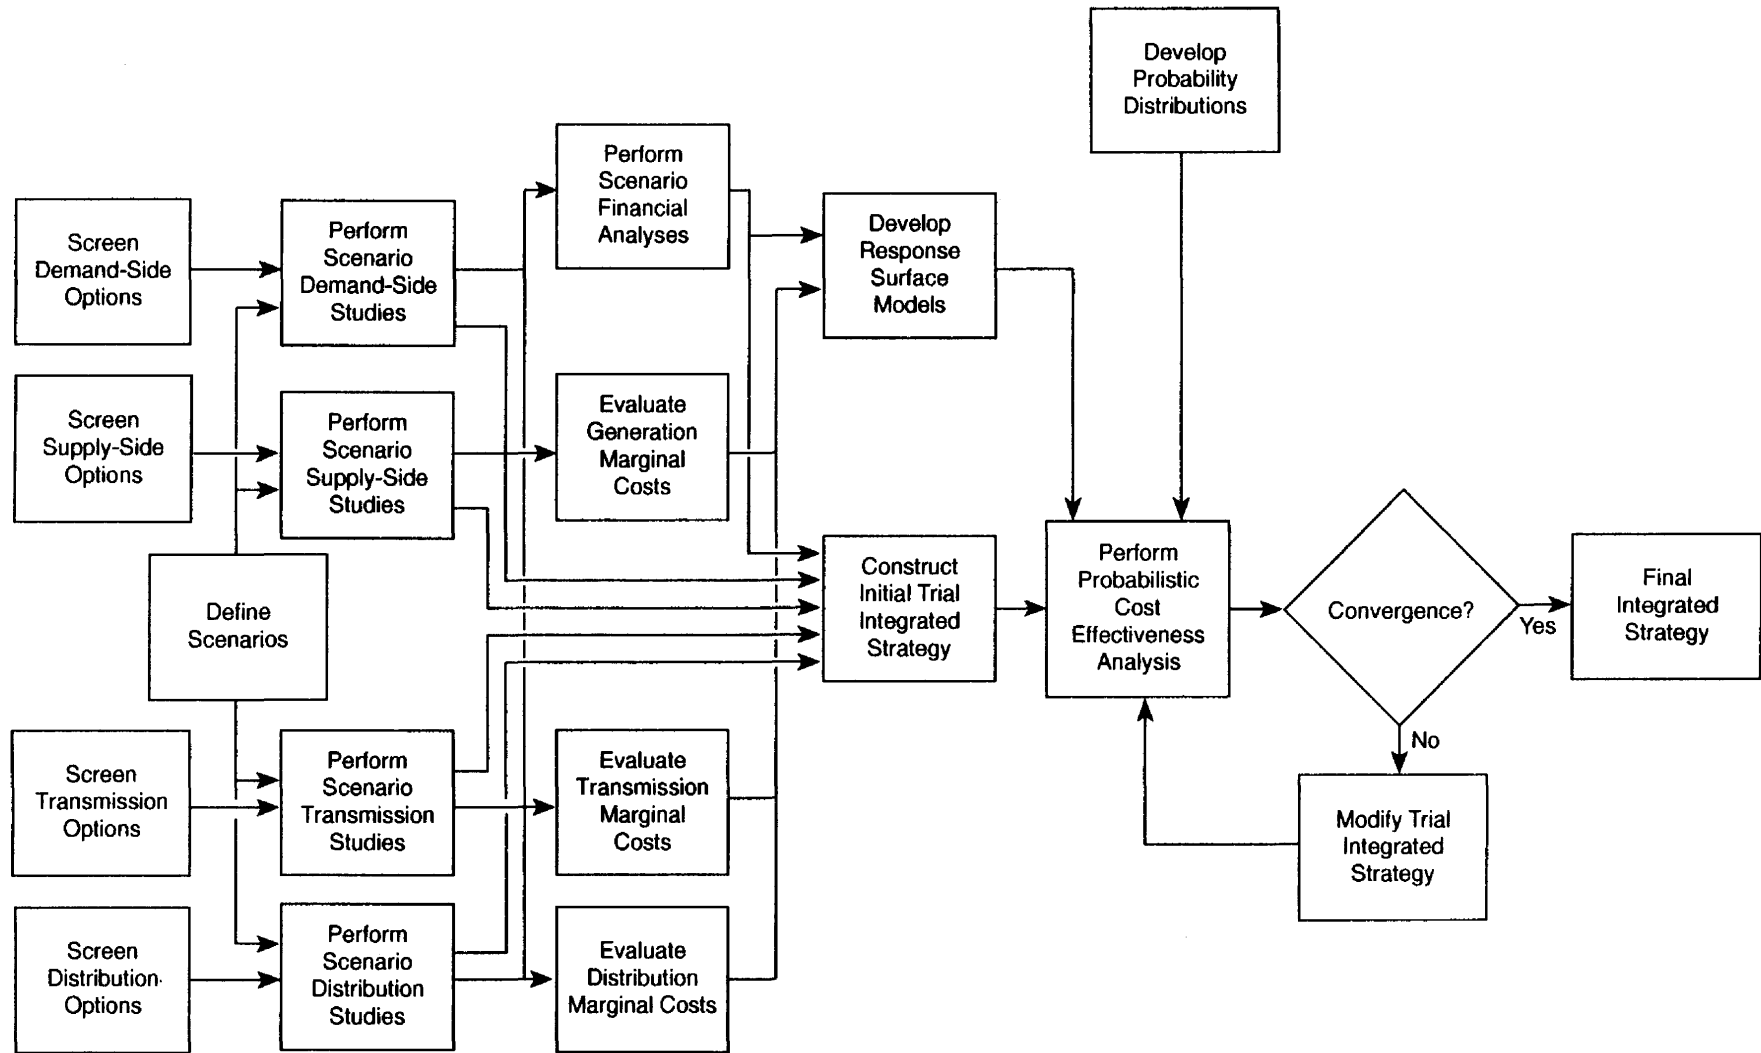 Develop
Probability
Distributions
Perform
Scenario
Financial
Analyses
Screen
Demand-Side
Options
Perform
Scenario
Demand-Side
Studies
Develop
Response
Surface
Models
Screen
Supply-Side
Options
Perform
Scenario
Supply-Side
Studies
Evaluate
Generation
Marginal
Costs
Define
Scenarios
Construct
Initial Trial
Integrated
Strategy
Perform
Probabilistic
Cost
Effectiveness
Analysis
Convergence?
Yes
Final
Integrated
Strategy
No
Modify Trial
Integrated
Strategy
Screen
Transmission
Options
Perform
Scenario
Transmission
Studies
Evaluate
Transmission
Marginal
Costs
Screen
Distribution
Options
Perform
Scenario
Distribution
Studies
Evaluate
Distribution
Marginal Costs